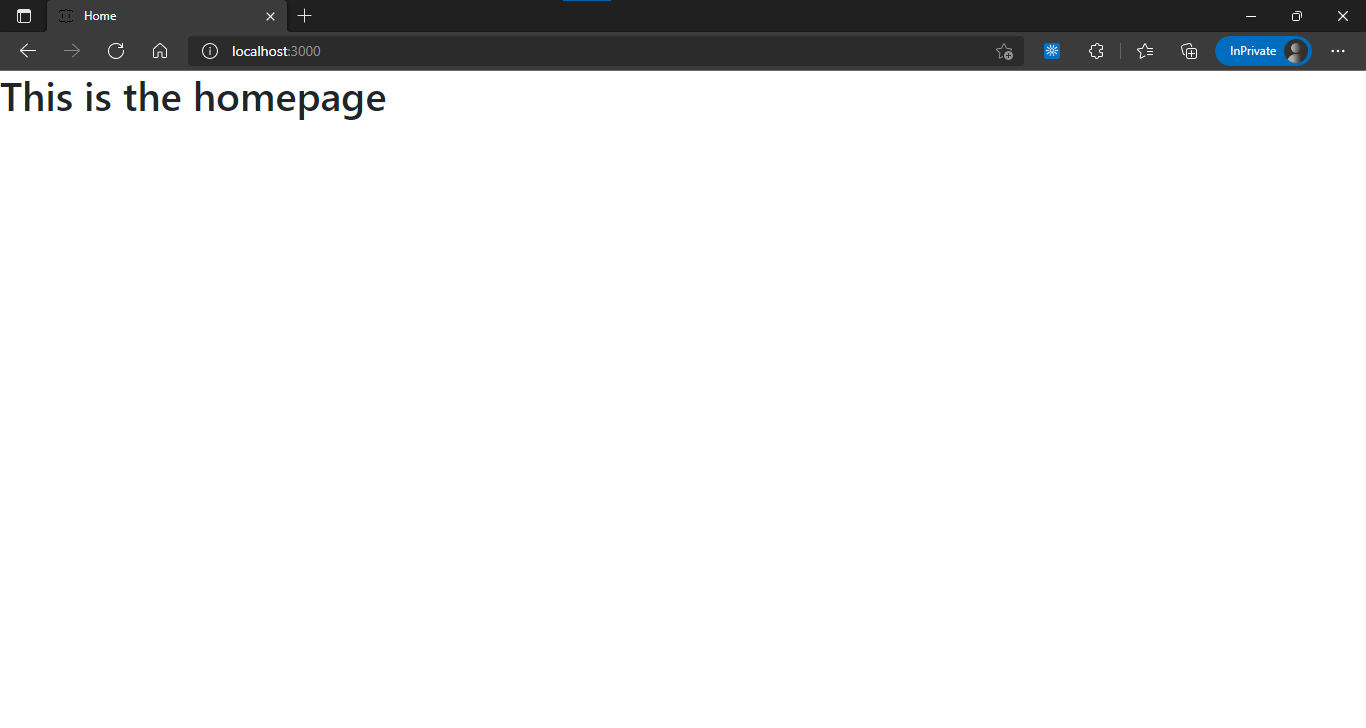 Home
localhost:3000
InPrivate
This is the homepage